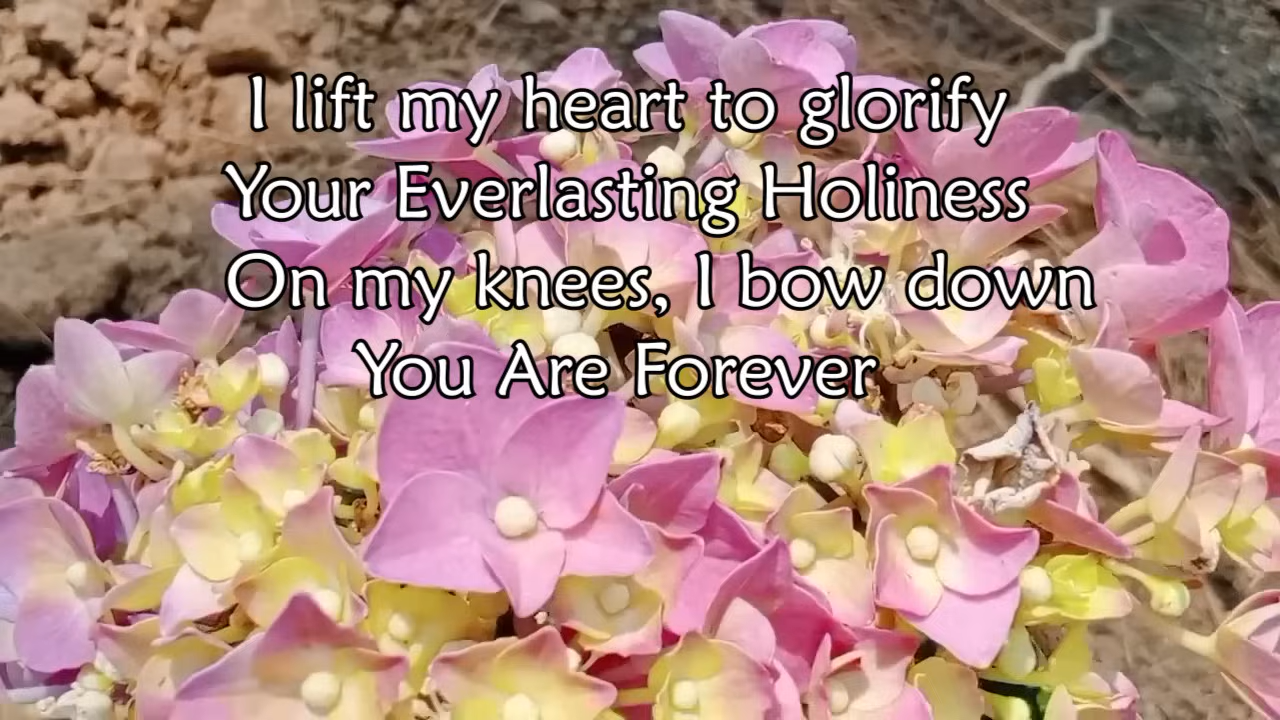 I lift my heart to glorify
Your Everlasting Holiness
On my knees, I bow down
You Are Forever